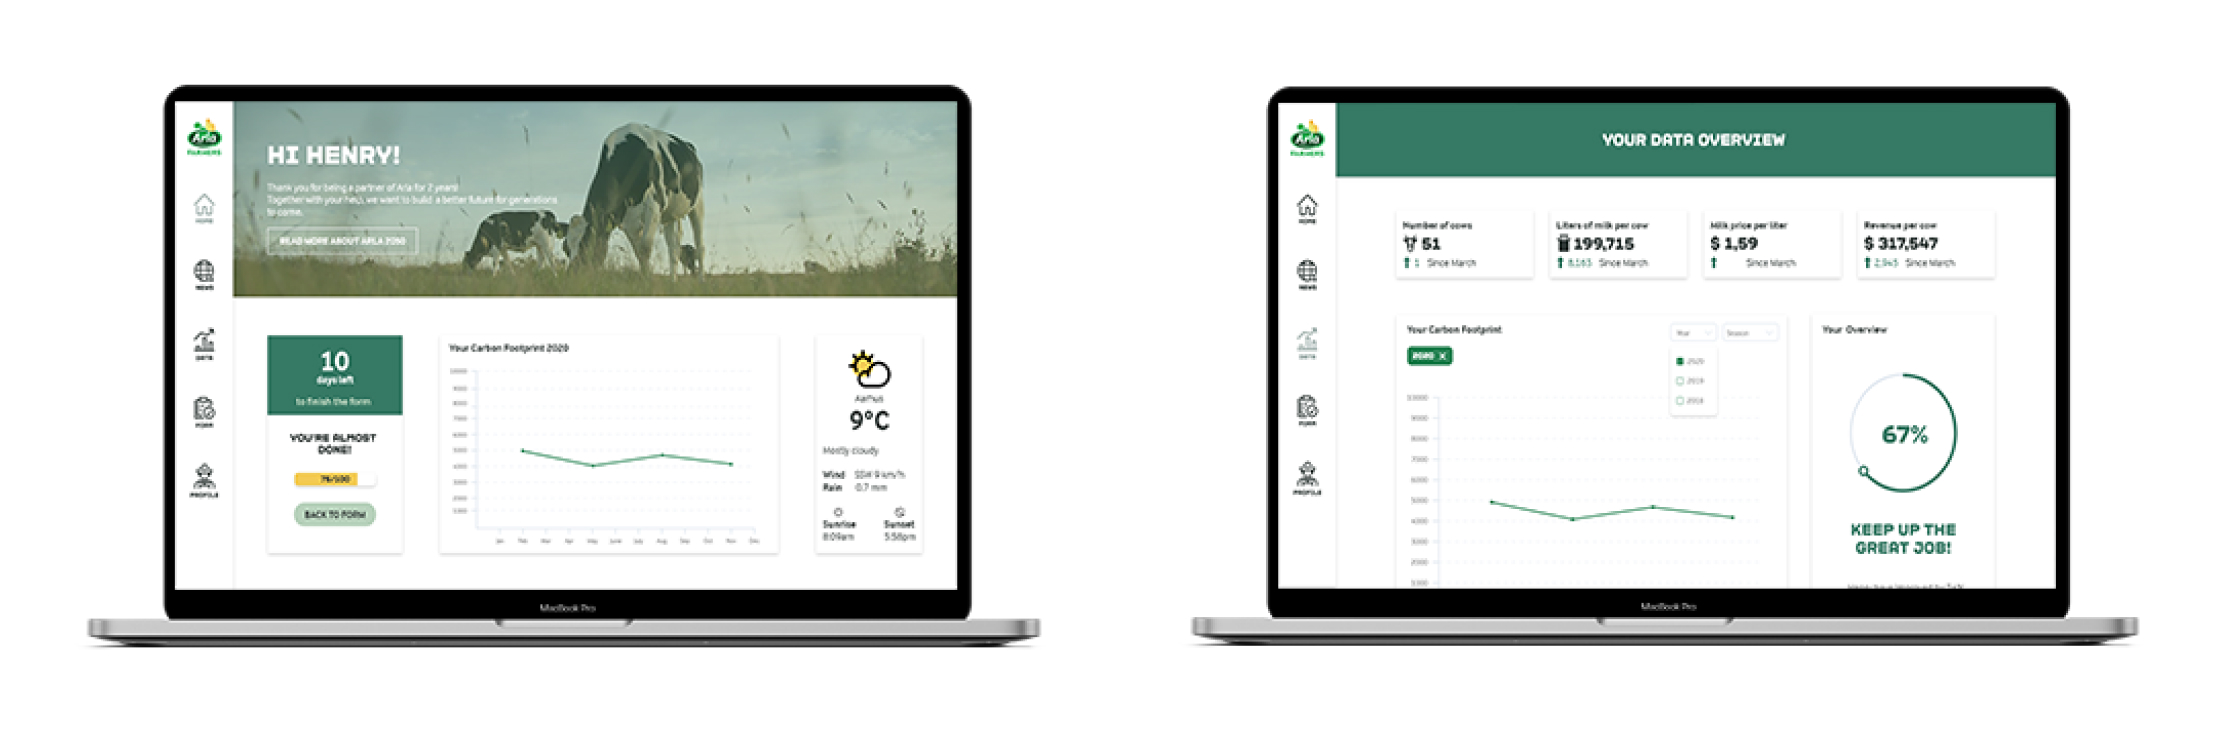 Arla
FARMERS
HOME
NEWS
DATA
FORM
PROFILE
HI HENRY!
Thank you for being a partner of Arla for 2 years!
Together with your help, we want to build a better future for generations
to come.
READ MORE ABOUT ARLA 2050
10
days left
to finish the form
YOU'RE ALMOST
DONE!
76/100
BACK TO FORM
Your Carbon Footprint 2020
10000
9000
8000
7000
6000
5000
4000
3000
2000
1000
Jan Feb Mar Apr May June July Aug Sep Oct Nov Dec
Aarhus
9°C
Mostly cloudy
Wind SSW 9 km/h
Rain 0.7 mm
Sunrise Sunset
8:09am 5:58pm
MacBook Pro
Arla
FARMERS
HOME
NEWS
DATA
FORM
PROFILE
YOUR DATA OVERVIEW
Number of cows
51
1 Since March
Liters of milk per cow
199,715
8,163 Since March
Milk price per liter
$ 1,59
Since March
Revenue per cow
$ 317,547
2,945 Since March
Your Carbon Footprint
Year Season
2020 X
2020
2019
2018
10000
9000
8000
7000
6000
5000
4000
3000
2000
1000
Your Overview
67%
KEEP UP THE
GREAT JOB!
MacBook Pro